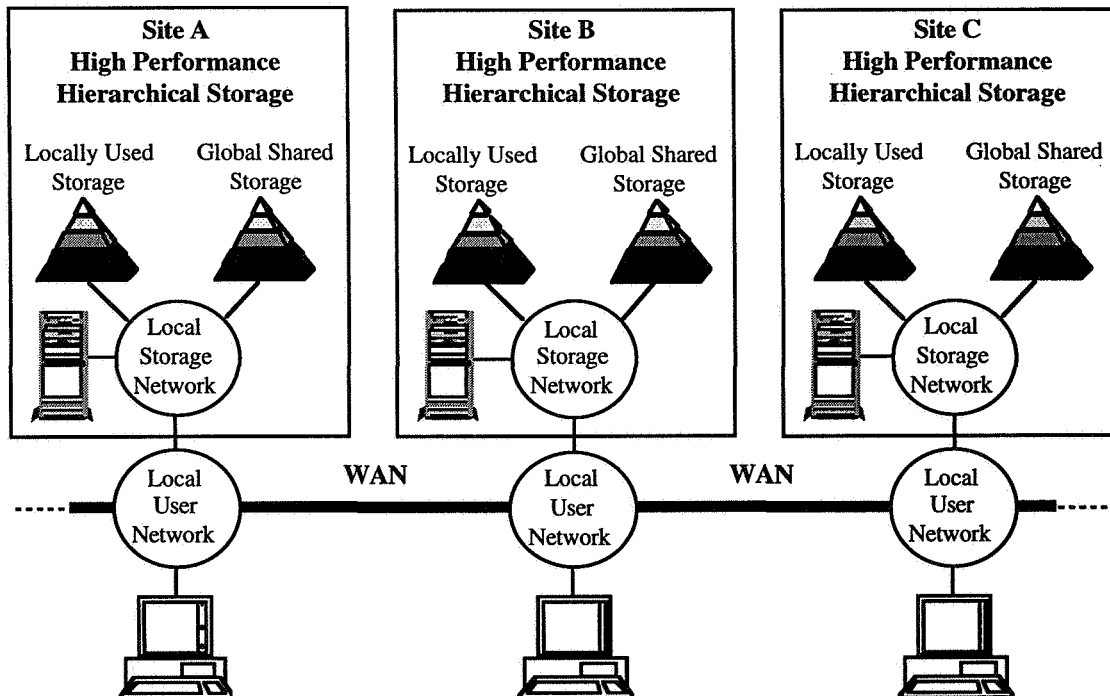 Site A
High Performance
Hierarchical Storage
Locally Used
Storage
Global Shared
Storage
Local
Storage
Network
Site B
High Performance
Hierarchical Storage
Locally Used
Storage
Global Shared
Storage
Local
Storage
Network
Site C
High Performance
Hierarchical Storage
Locally Used
Storage
Global Shared
Storage
Local
Storage
Network
Local
User
Network
WAN
Local
User
Network
WAN
Local
User
Network